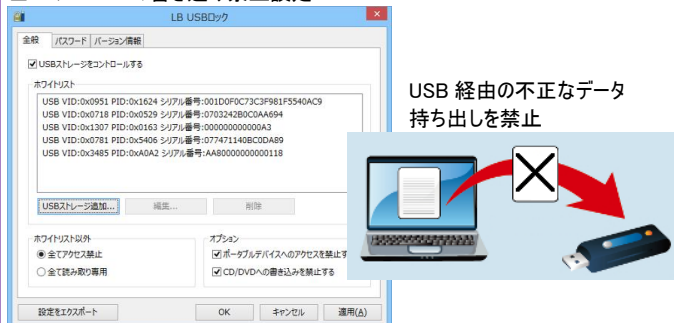 LB USBロック
全般 パスワード バージョン情報
USBストレージをコントロールする
ホワイトリスト
USB VID:0x0951 PID:0x1624 シリアル番号:001D0F0C73C3F981F5540AC9
USB VID:0x0718 PID:0x0529 シリアル番号:0703242B0C0AA694
USB VID:0x1307 PID:0x0163 シリアル番号:000000000000A3
USB VID:0x0781 PID:0x5406 シリアル番号:077471140BC0DA89
USB VID:0x3485 PID:0xA0A2 シリアル番号:AA80000000000118
USBストレージ追加... 編集... 削除
ホワイトリスト以外
全てアクセス禁止
全て読み取り専用
オプション
ポータブルデバイスへのアクセスを禁止す
CD/DVDへの書き込みを禁止する
設定をエクスポート OK キャンセル 適用(A)
USB 経由の不正なデータ
持ち出しを禁止